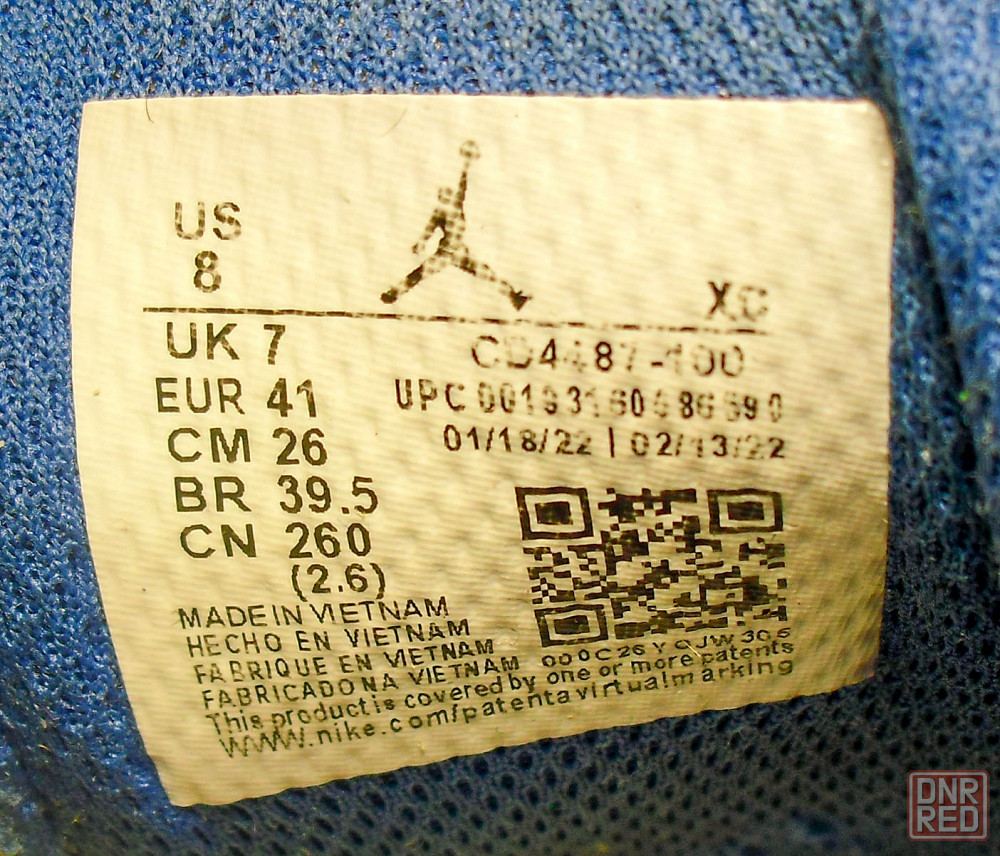 US
8
XC
UK 7
CD4487-100
EUR 41
UPC
CM 26
01/18/22 | 02/13/22
BR 39.5
CN 260
(2.6)
MADE IN VIETNAM
HECHO EN VIETNAM
FABRIQUE EN VIETNAM
FABRICADO NA VIETNAM
000C26YCJW306
This product is covered by one or more patents
WWW.nike.com/patentavirtualmarking
DNR
RED